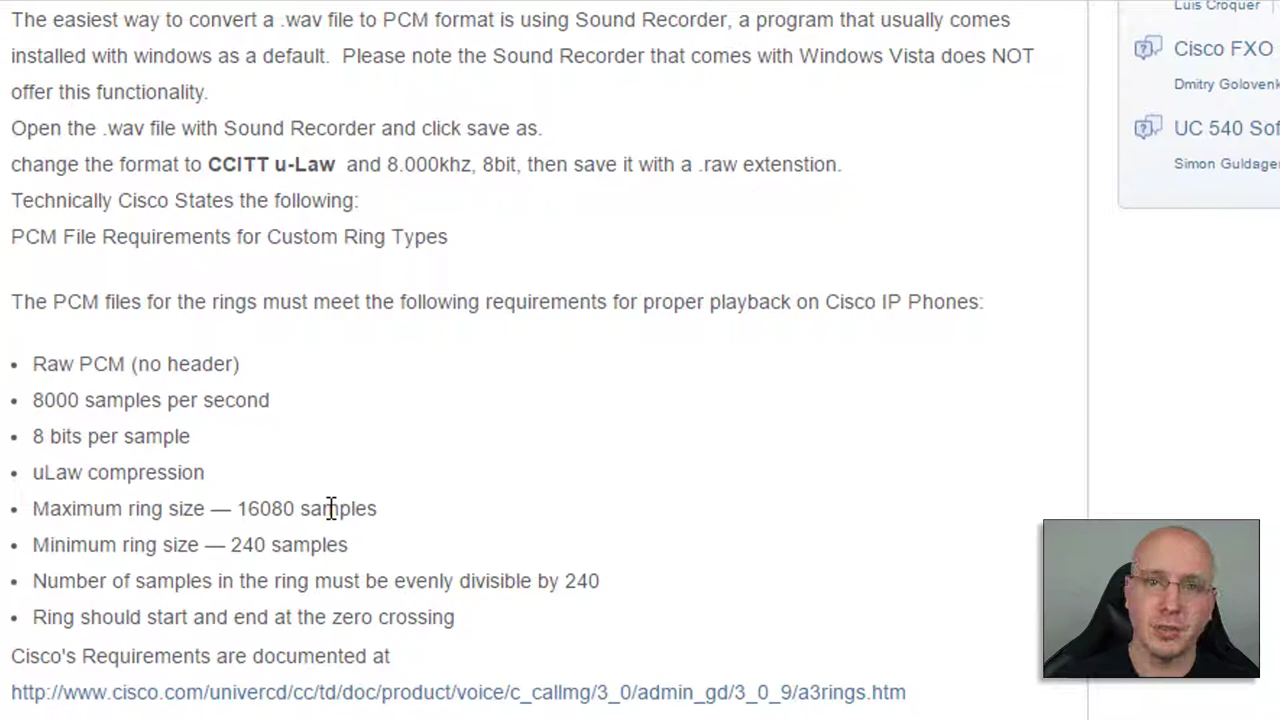 The easiest way to convert a .wav file to PCM format is using Sound Recorder, a program that usually comes
installed with windows as a default.  Please note the Sound Recorder that comes with Windows Vista does NOT
offer this functionality.
Open the .wav file with Sound Recorder and click save as.
change the format to CCITT u-Law  and 8.000khz, 8bit, then save it with a .raw extenstion.
Technically Cisco States the following:
PCM File Requirements for Custom Ring Types
The PCM files for the rings must meet the following requirements for proper playback on Cisco IP Phones:
• Raw PCM (no header)
• 8000 samples per second
• 8 bits per sample
• uLaw compression
• Maximum ring size — 16080 samples
• Minimum ring size — 240 samples
• Number of samples in the ring must be evenly divisible by 240
• Ring should start and end at the zero crossing
Cisco's Requirements are documented at
http://www.cisco.com/univercd/cc/td/doc/product/voice/c_callmg/3_0/admin_gd/3_0_9/a3rings.htm
Luis Croquer
Cisco FXO
Dmitry Golovenk
UC 540 Sof
Simon Guldage